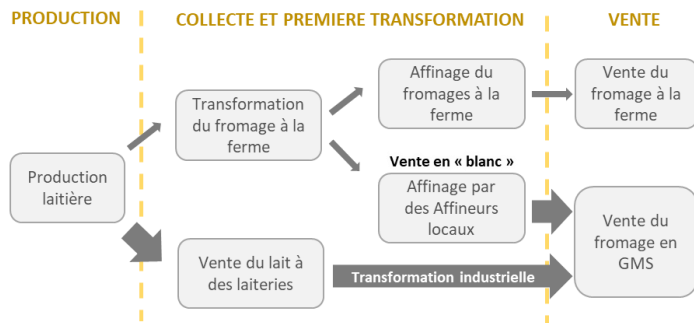 PRODUCTION
COLLECTE ET PREMIERE TRANSFORMATION
VENTE
Production
laitière
Transformation
du fromage à la
ferme
Affinage du
fromages à la
ferme
Vente du
fromage à la
ferme
Vente en « blanc »
Affinage par
des Affineurs
locaux
Vente du lait à
des laiteries
Transformation industrielle
Vente du
fromage en
GMS